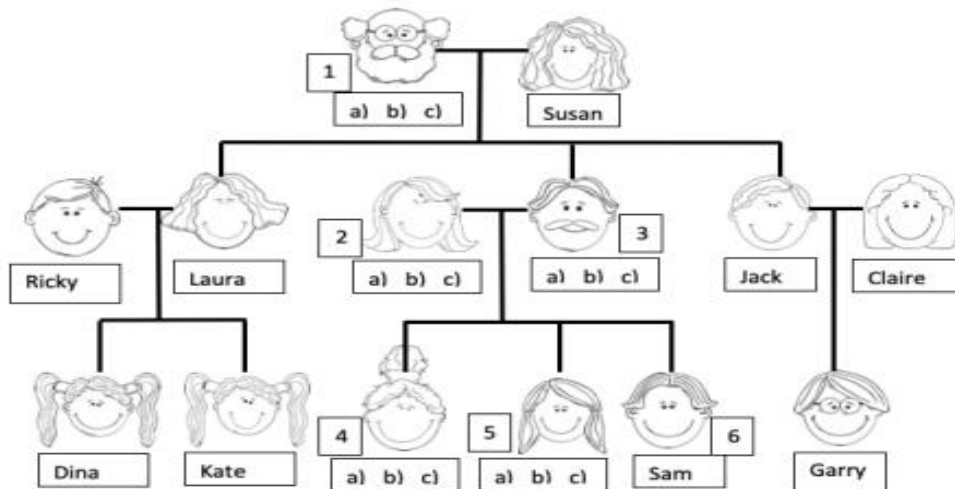 1
a) b) c)
Susan
2
3
Ricky
Laura
a) b) c)
a) b) c)
Jack
Claire
4
5
6
Dina
Kate
a) b) c)
a) b) c)
Sam
Garry